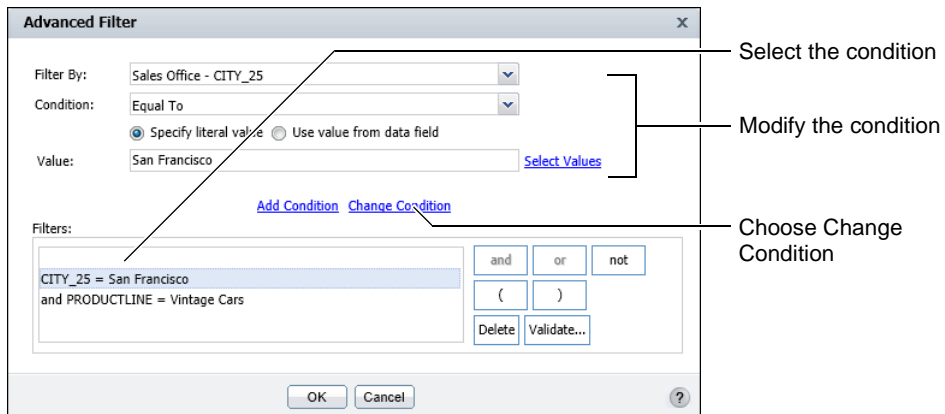 Advanced Filter x
Select the condition
Filter By: Sales Office - CITY_25
Condition: Equal To
Specify literal value Use value from data field
Modify the condition
Value: San Francisco Select Values
Add Condition Change Condition
Choose Change
Condition
Filters:
and or not
CITY_25 = San Francisco
( )
and PRODUCTLINE = Vintage Cars
Delete Validate...
OK Cancel ?